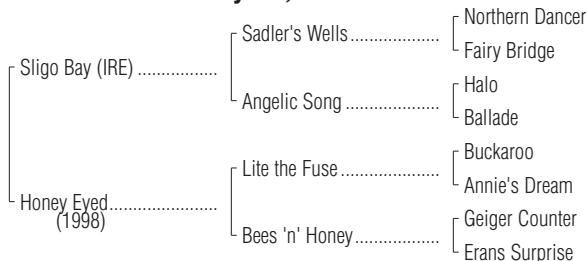 Northern Dancer
Sadler's Wells
Fairy Bridge
Sligo Bay (IRE)
Halo
Angelic Song
Ballade
Buckaroo
Lite the Fuse
Annie's Dream
Honey Eyed
(1998)
Geiger Counter
Bees 'n' Honey
Erans Surprise